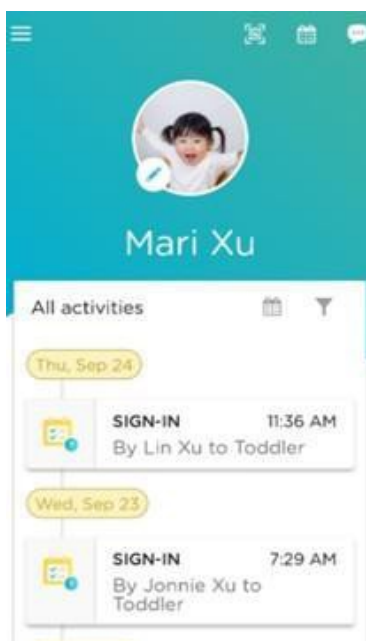 Mari Xu
All activities
Thu, Sep 24
SIGN-IN 11:36 AM
By Lin Xu to Toddler
Wed, Sep 23
SIGN-IN 7:29 AM
By Jonnie Xu to
Toddler